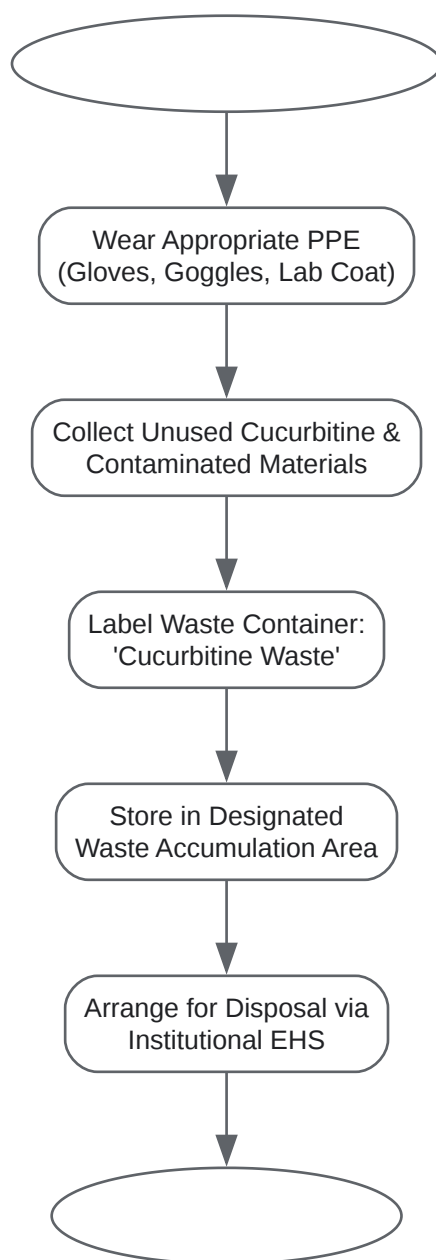 Wear Appropriate PPE
(Gloves, Goggles, Lab Coat)
Collect Unused Cucurbitine &
Contaminated Materials
Label Waste Container:
'Cucurbitine Waste'
Store in Designated
Waste Accumulation Area
Arrange for Disposal via
Institutional EHS